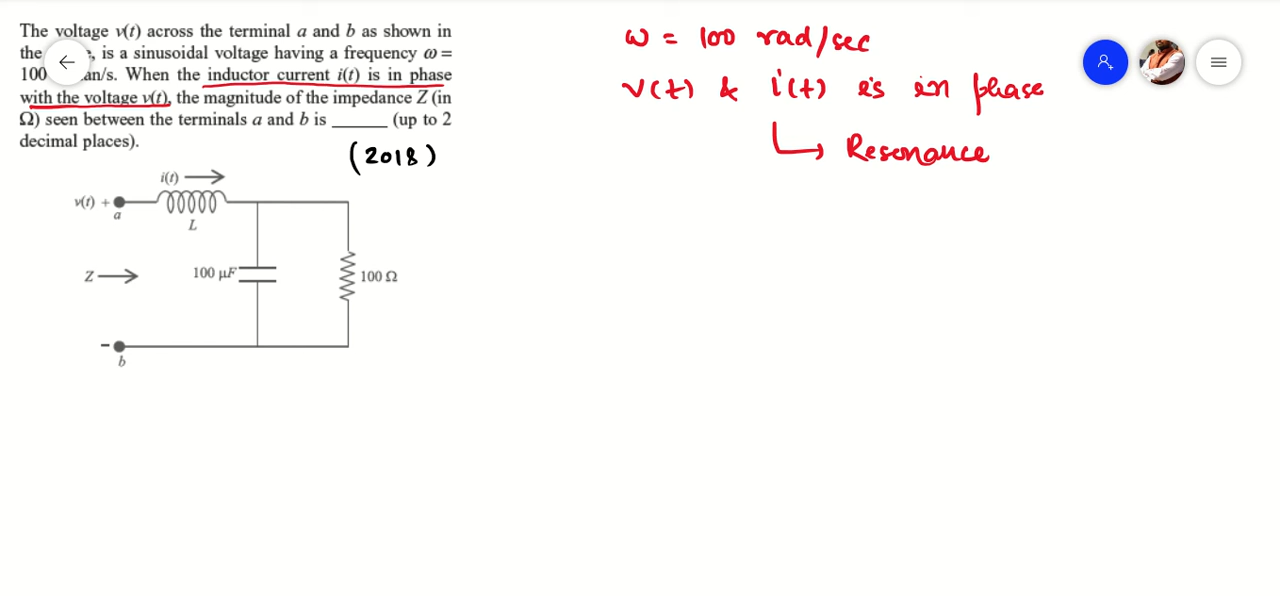 The voltage v(t) across the terminal a and b as shown in
the , is a sinusoidal voltage having a frequency ω =
100 an/s. When the inductor current i(t) is in phase
with the voltage v(t), the magnitude of the impedance Z (in
Ω) seen between the terminals a and b is ______ (up to 2
decimal places).
(2018)
i(t)
v(t) +
a
L
Z
100 μF
100 Ω
-
b
ω = 100 rad/sec
v(t) & i(t) is in phase
Resonance